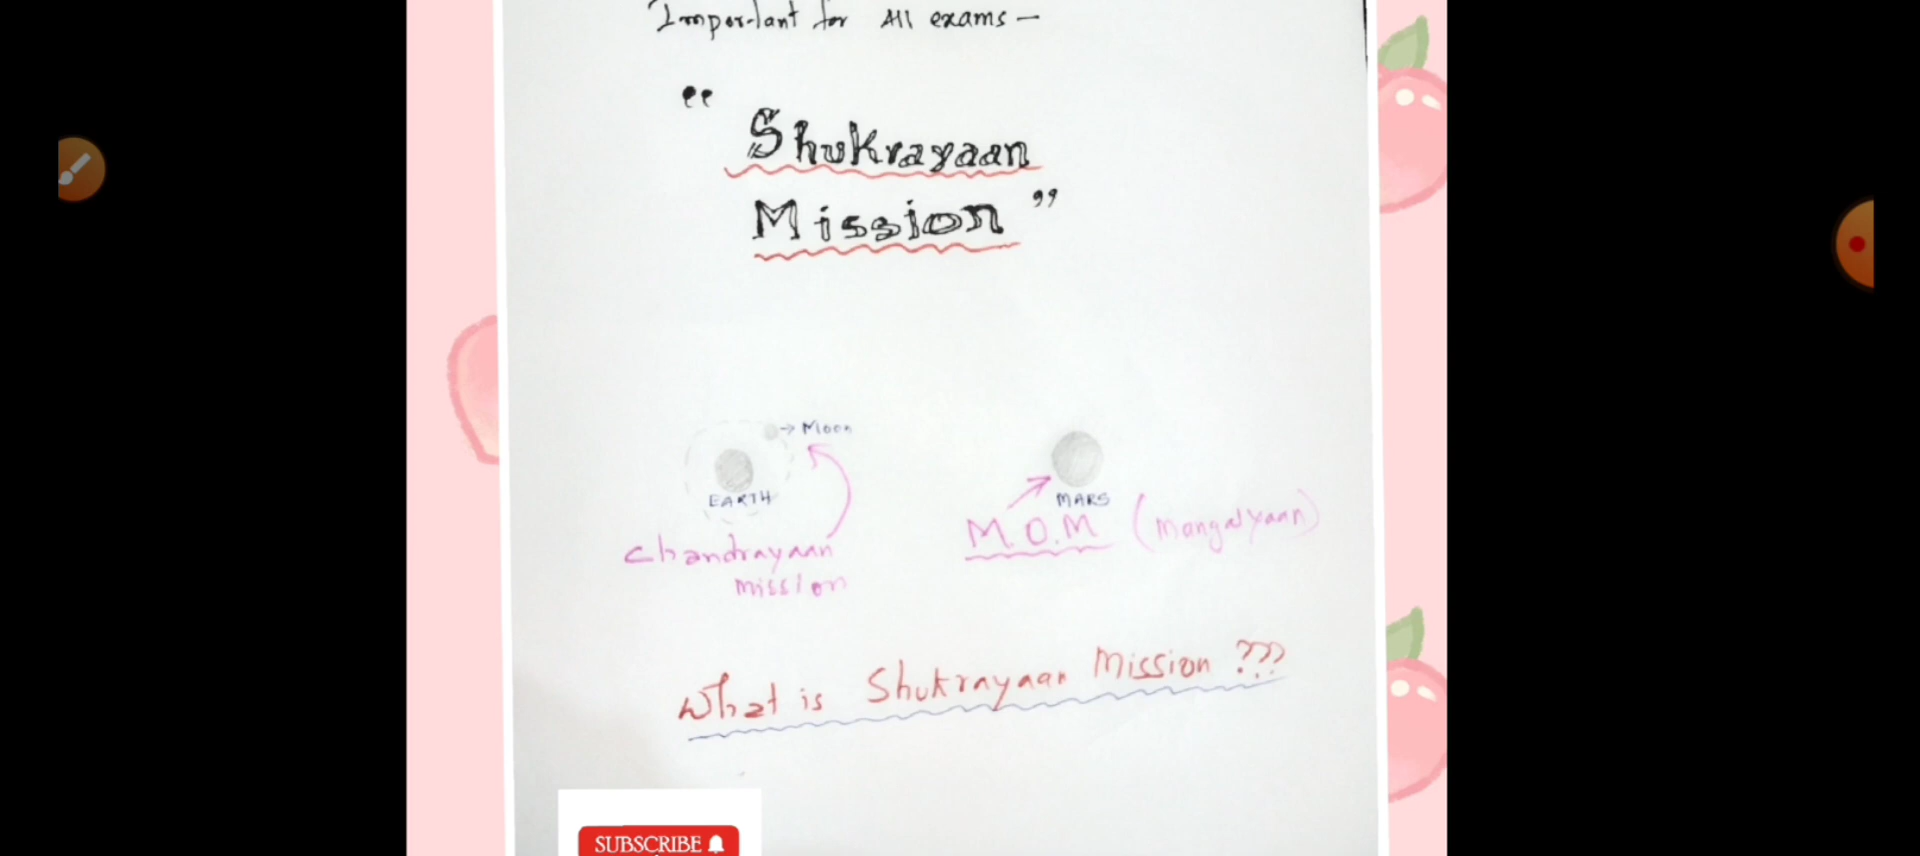 Important for All exams —
"Shukrayaan
Mission"
→ Moon
EARTH
Chandrayaan
mission
MARS
M.O.M (Mangalyaan)
What is Shukrayaan Mission ???
SUBSCRIBE